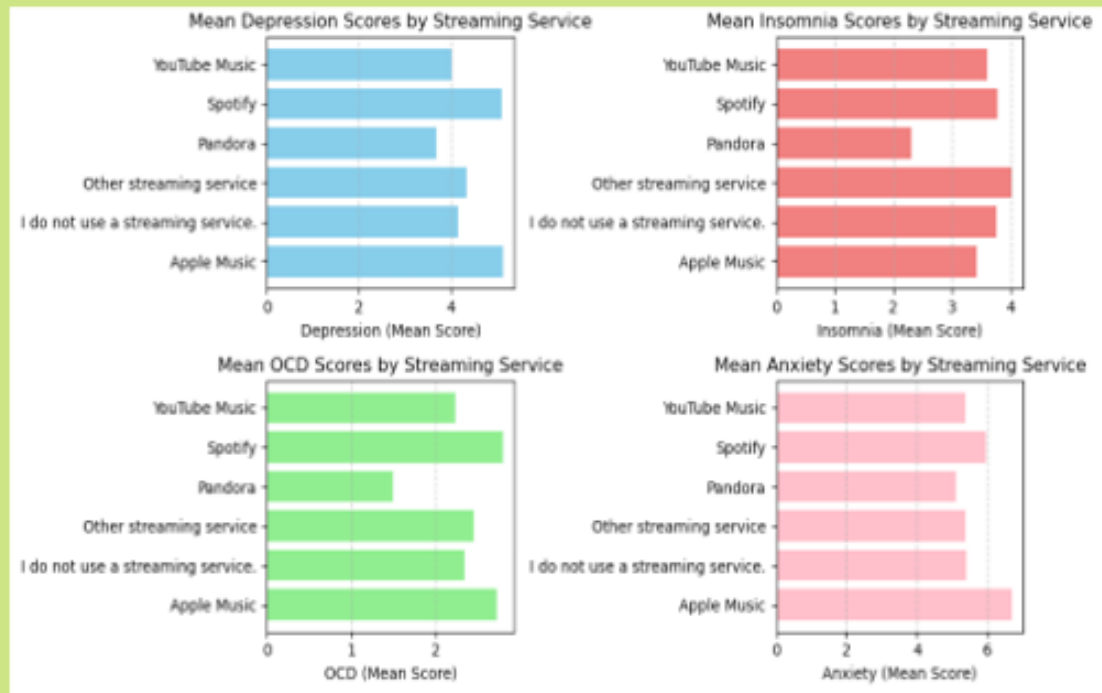 Mean Depression Scores by Streaming Service
YouTube Music
Spotify
Pandora
Other streaming service
I do not use a streaming service.
Apple Music
0 2 4
Depression (Mean Score)
Mean Insomnia Scores by Streaming Service
YouTube Music
Spotify
Pandora
Other streaming service
I do not use a streaming service.
Apple Music
0 1 2 3 4
Insomnia (Mean Score)
Mean OCD Scores by Streaming Service
YouTube Music
Spotify
Pandora
Other streaming service
I do not use a streaming service.
Apple Music
0 1 2
OCD (Mean Score)
Mean Anxiety Scores by Streaming Service
YouTube Music
Spotify
Pandora
Other streaming service
I do not use a streaming service.
Apple Music
0 2 4 6
Anxiety (Mean Score)